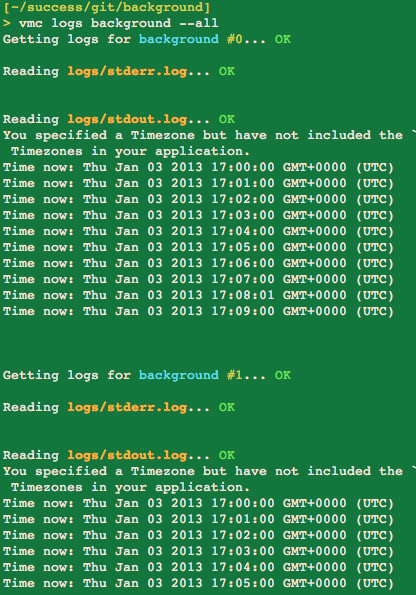 [~/success/git/background]
> vmc logs background --all
Getting logs for background #0... OK
Reading logs/stderr.log... OK
Reading logs/stdout.log... OK
You specified a Timezone but have not included the `
Timezones in your application.
Time now: Thu Jan 03 2013 17:00:00 GMT+0000 (UTC)
Time now: Thu Jan 03 2013 17:01:00 GMT+0000 (UTC)
Time now: Thu Jan 03 2013 17:02:00 GMT+0000 (UTC)
Time now: Thu Jan 03 2013 17:03:00 GMT+0000 (UTC)
Time now: Thu Jan 03 2013 17:04:00 GMT+0000 (UTC)
Time now: Thu Jan 03 2013 17:05:00 GMT+0000 (UTC)
Time now: Thu Jan 03 2013 17:06:00 GMT+0000 (UTC)
Time now: Thu Jan 03 2013 17:07:00 GMT+0000 (UTC)
Time now: Thu Jan 03 2013 17:08:01 GMT+0000 (UTC)
Time now: Thu Jan 03 2013 17:09:00 GMT+0000 (UTC)
Getting logs for background #1... OK
Reading logs/stderr.log... OK
Reading logs/stdout.log... OK
You specified a Timezone but have not included the `
Timezones in your application.
Time now: Thu Jan 03 2013 17:00:00 GMT+0000 (UTC)
Time now: Thu Jan 03 2013 17:01:00 GMT+0000 (UTC)
Time now: Thu Jan 03 2013 17:02:00 GMT+0000 (UTC)
Time now: Thu Jan 03 2013 17:03:00 GMT+0000 (UTC)
Time now: Thu Jan 03 2013 17:04:00 GMT+0000 (UTC)
Time now: Thu Jan 03 2013 17:05:00 GMT+0000 (UTC)